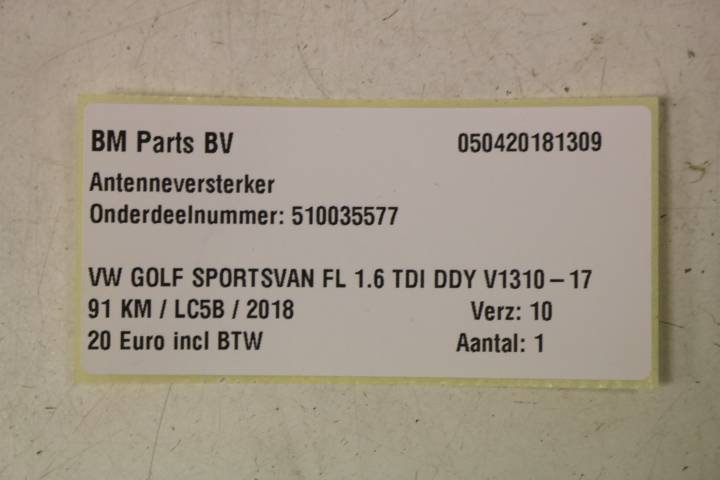 BM Parts BV 050420181309
Antenneversterker
Onderdeelnummer: 510035577
VW GOLF SPORTSVAN FL 1.6 TDI DDY V1310-17
91 KM / LC5B / 2018 Verz: 10
20 Euro incl BTW Aantal: 1